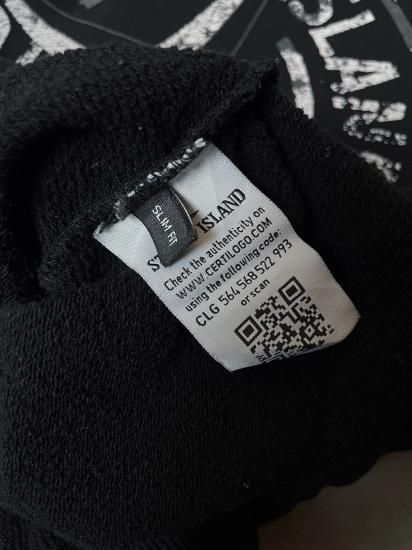 SLAN
SLIM FIT
ISLAND
Check the authenticity on
WWW.CERTILOGO.COM
using the following code:
CLG 564 568 522 993
or scan